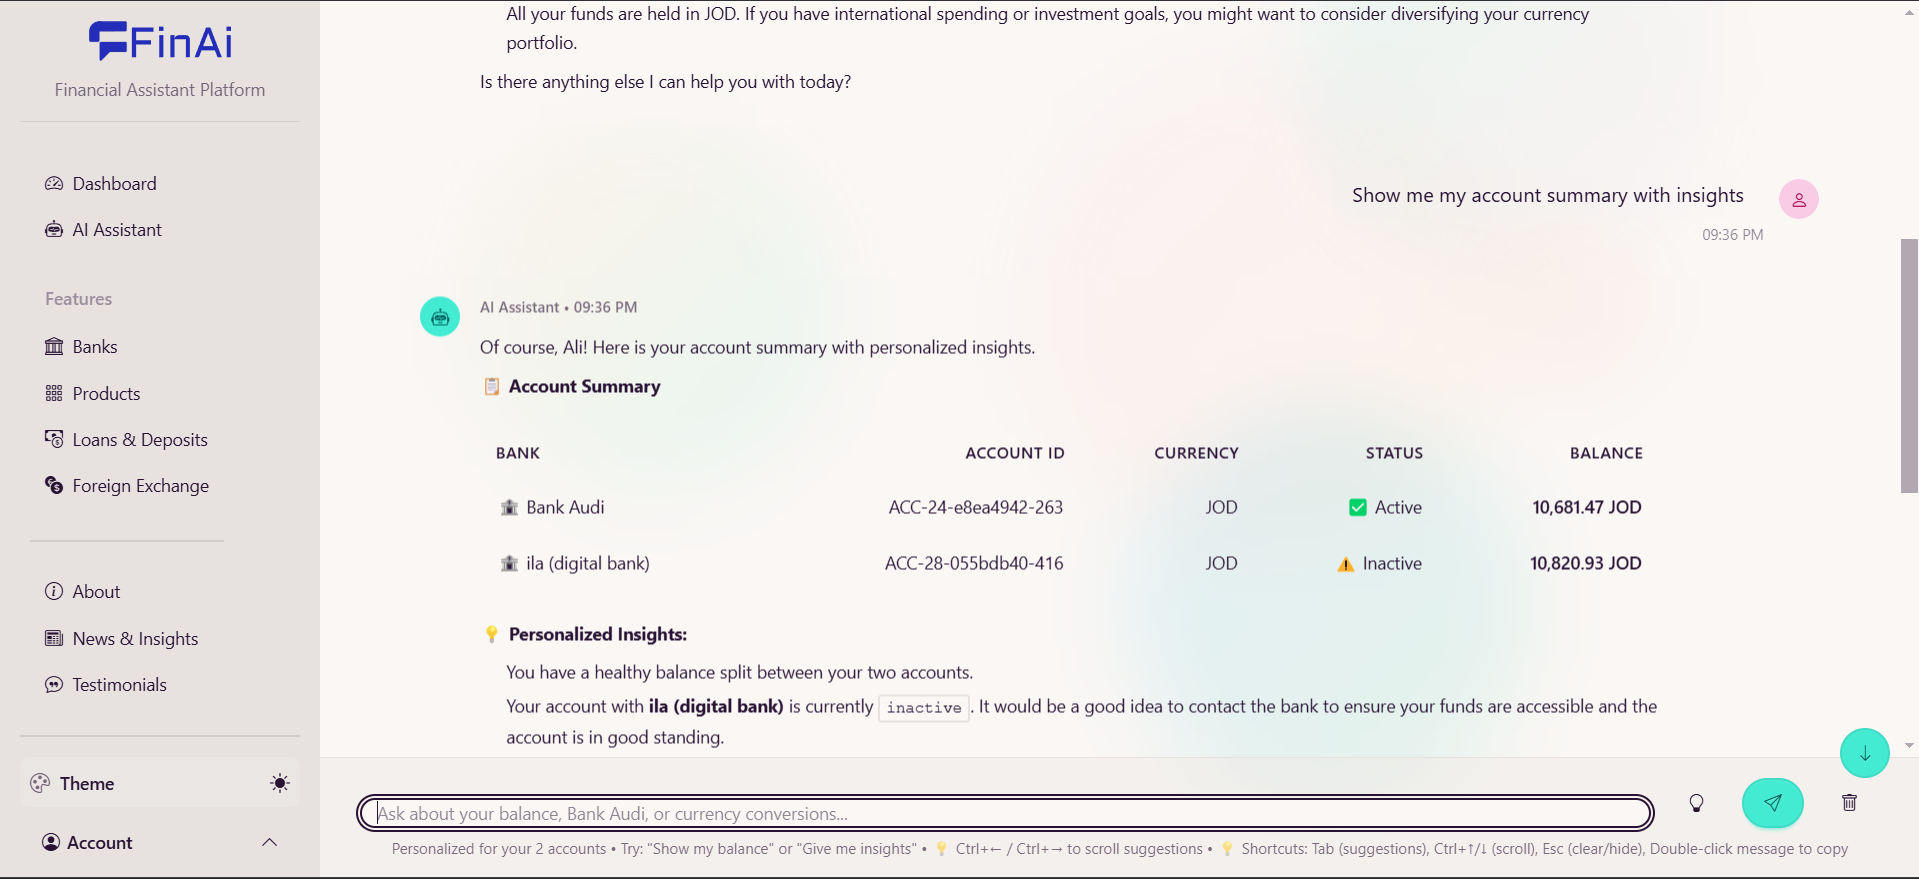 FinAi
Financial Assistant Platform
Dashboard
AI Assistant
Features
Banks
Products
Loans & Deposits
Foreign Exchange
About
News & Insights
Testimonials
Theme
Account
All your funds are held in JOD. If you have international spending or investment goals, you might want to consider diversifying your currency
portfolio.
Is there anything else I can help you with today?
Show me my account summary with insights
09:36 PM
AI Assistant • 09:36 PM
Of course, Ali! Here is your account summary with personalized insights.
📋 Account Summary
BANK ACCOUNT ID CURRENCY STATUS BALANCE
🏦 Bank Audi ACC-24-e8ea4942-263 JOD ✅ Active 10,681.47 JOD
🏦 ila (digital bank) ACC-28-055bdb40-416 JOD ⚠️ Inactive 10,820.93 JOD
💡 Personalized Insights:
You have a healthy balance split between your two accounts.
Your account with ila (digital bank) is currently inactive. It would be a good idea to contact the bank to ensure your funds are accessible and the
account is in good standing.
Ask about your balance, Bank Audi, or currency conversions...
Personalized for your 2 accounts • Try: "Show my balance" or "Give me insights" • 💡 Ctrl+← / Ctrl+→ to scroll suggestions • 💡 Shortcuts: Tab (suggestions), Ctrl+↑/↓ (scroll), Esc (clear/hide), Double-click message to copy